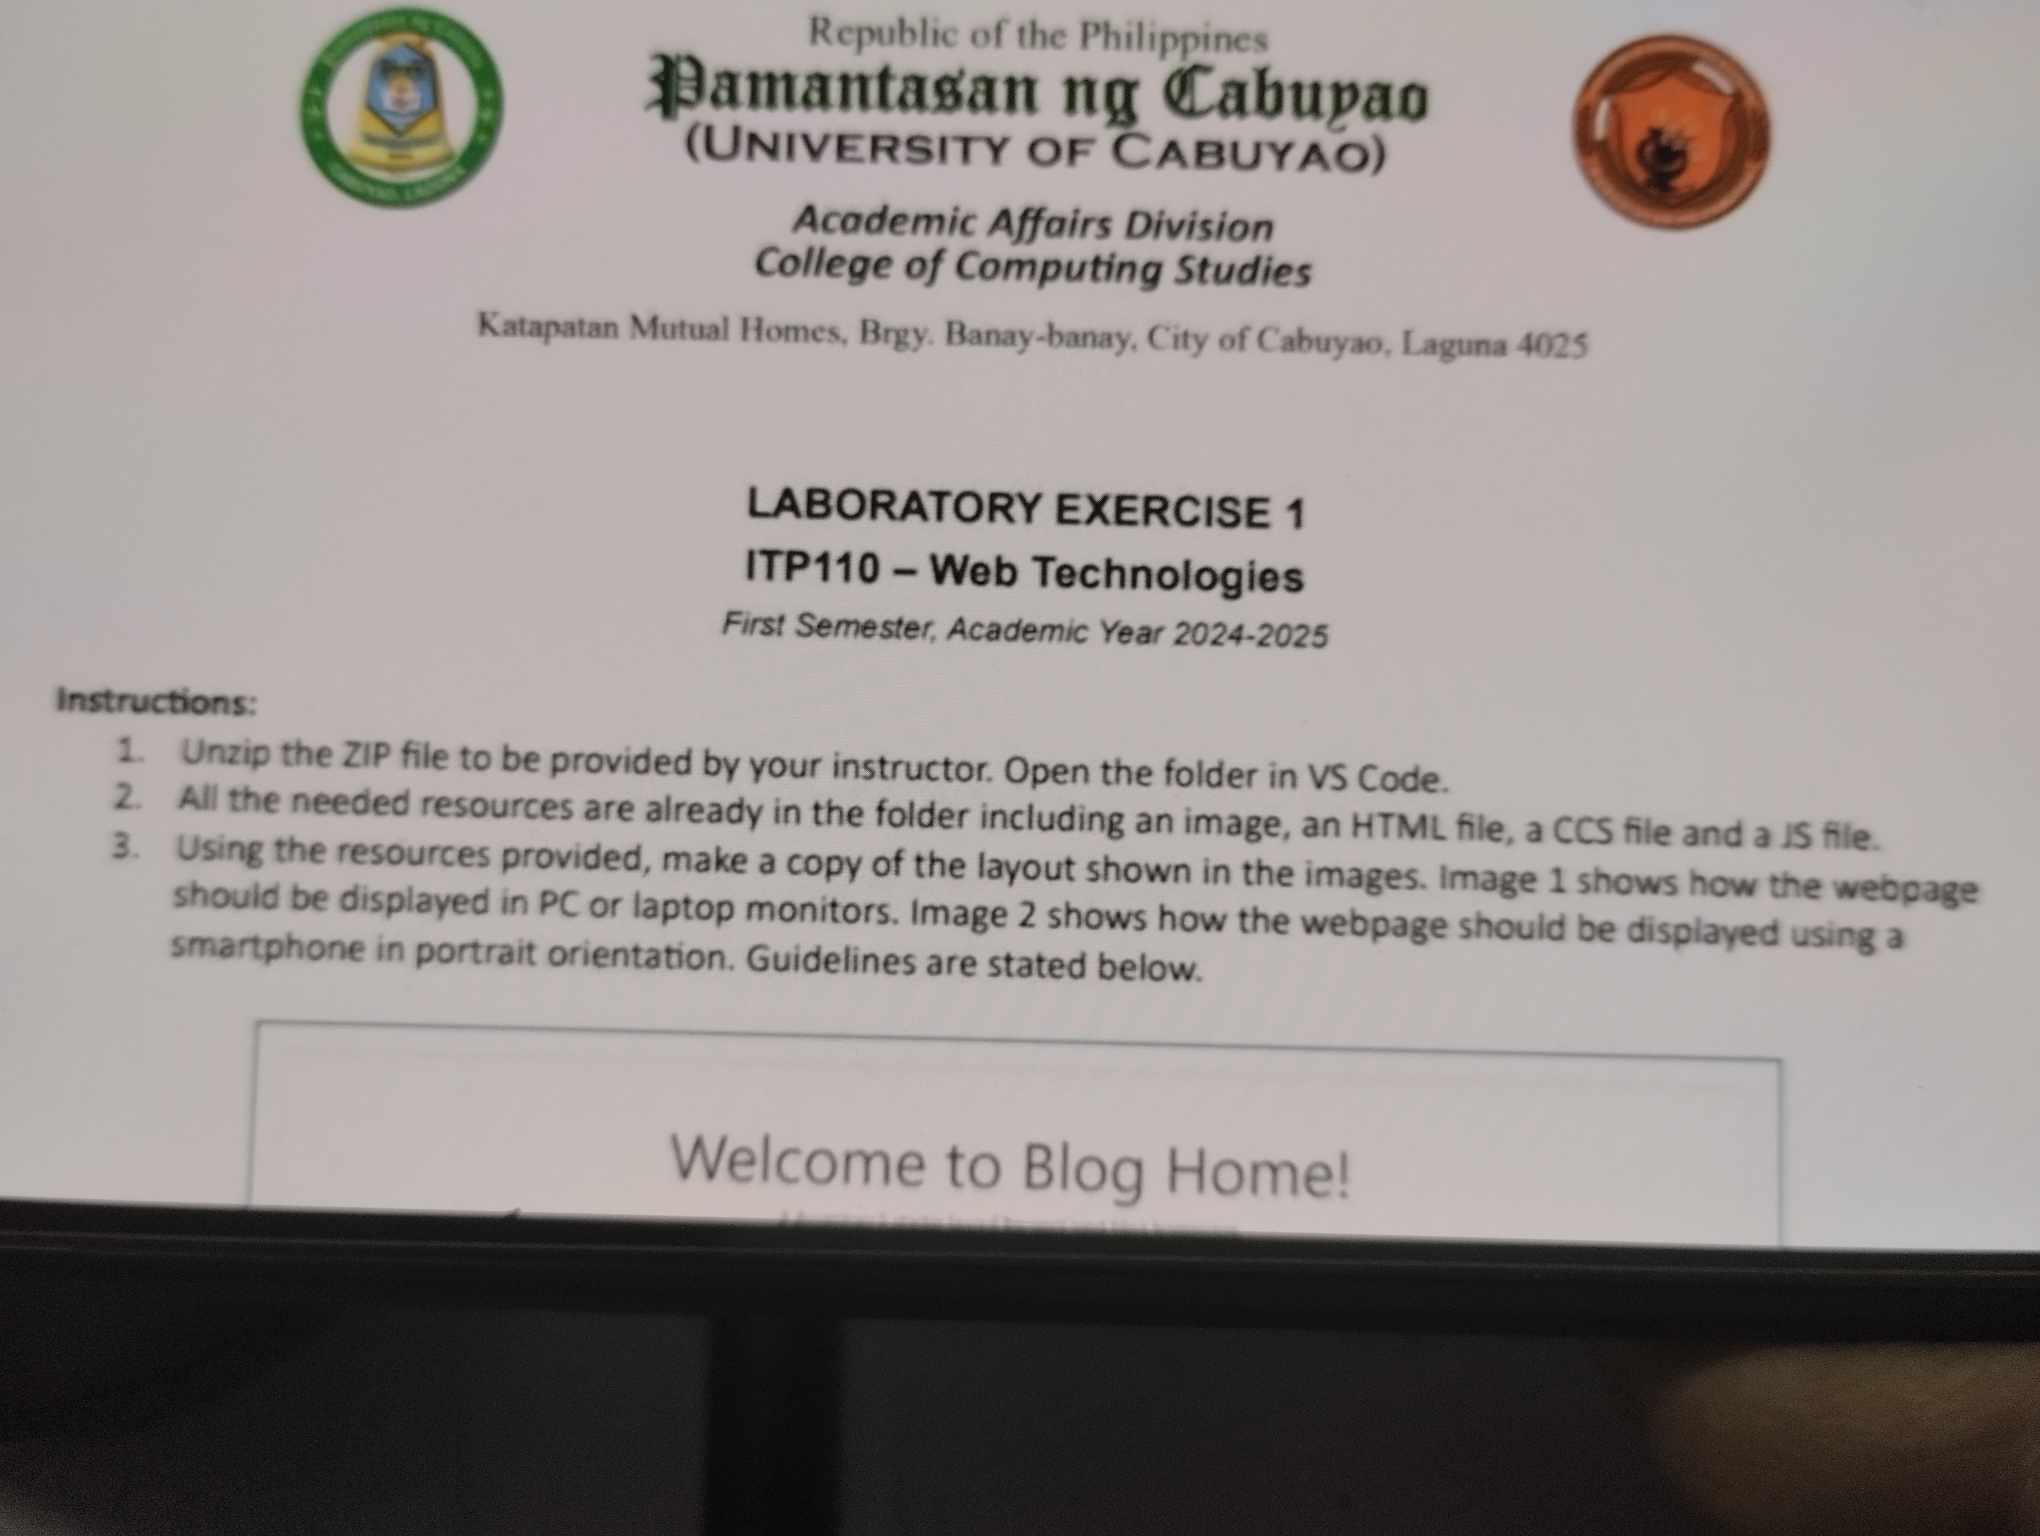 Republic of the Philippines
Pamantasan ng Cabuyao
(UNIVERSITY OF CABUYAO)
Academic Affairs Division
College of Computing Studies
Katapatan Mutual Homes, Brgy. Banay-banay, City of Cabuyao, Laguna 4025
LABORATORY EXERCISE 1
ITP110 – Web Technologies
First Semester, Academic Year 2024-2025
Instructions:
1. Unzip the ZIP file to be provided by your instructor. Open the folder in VS Code.
2. All the needed resources are already in the folder including an image, an HTML file, a CCS file and a JS file.
3. Using the resources provided, make a copy of the layout shown in the images. Image 1 shows how the webpage
should be displayed in PC or laptop monitors. Image 2 shows how the webpage should be displayed using a
smartphone in portrait orientation. Guidelines are stated below.
Welcome to Blog Home!